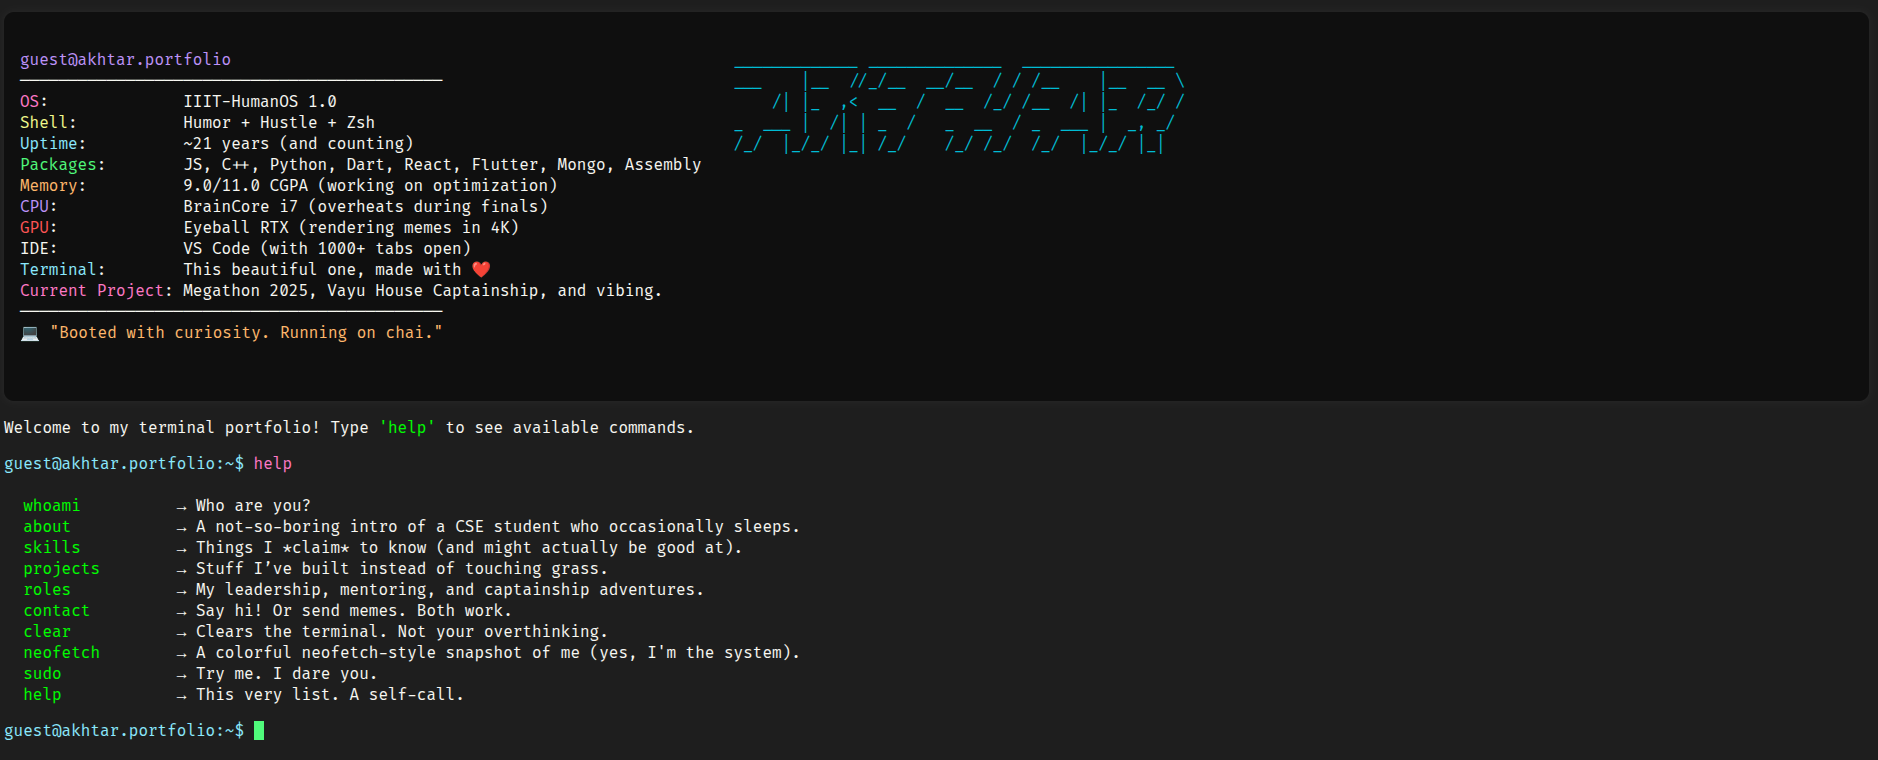 guest@akhtar.portfolio
AKTHAR
OS: IIIT-HumanOS 1.0
Shell: Humor + Hustle + Zsh
Uptime: ~21 years (and counting)
Packages: JS, C++, Python, Dart, React, Flutter, Mongo, Assembly
Memory: 9.0/11.0 CGPA (working on optimization)
CPU: BrainCore i7 (overheats during finals)
GPU: Eyeball RTX (rendering memes in 4K)
IDE: VS Code (with 1000+ tabs open)
Terminal: This beautiful one, made with ❤️
Current Project: Megathon 2025, Vayu House Captainship, and vibing.
💻 "Booted with curiosity. Running on chai."
Welcome to my terminal portfolio! Type 'help' to see available commands.
guest@akhtar.portfolio:~$ help
whoami → Who are you?
about → A not-so-boring intro of a CSE student who occasionally sleeps.
skills → Things I *claim* to know (and might actually be good at).
projects → Stuff I’ve built instead of touching grass.
roles → My leadership, mentoring, and captainship adventures.
contact → Say hi! Or send memes. Both work.
clear → Clears the terminal. Not your overthinking.
neofetch → A colorful neofetch-style snapshot of me (yes, I'm the system).
sudo → Try me. I dare you.
help → This very list. A self-call.
guest@akhtar.portfolio:~$